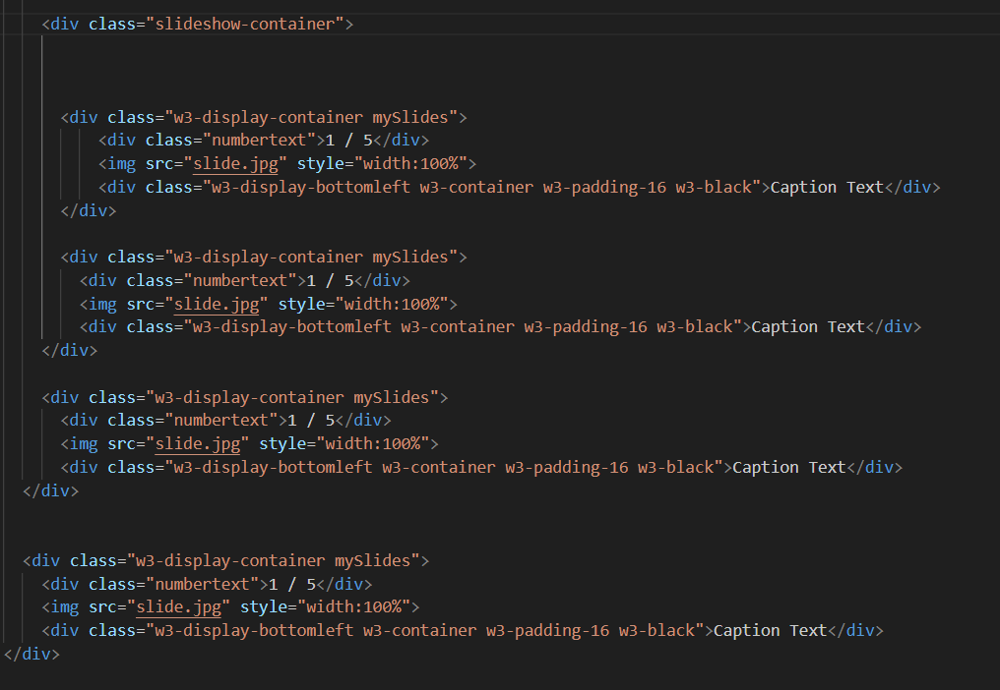 <div class="slideshow-container">
<div class="w3-display-container mySlides">
<div class="numbertext">1 / 5</div>
<img src="slide.jpg" style="width:100%">
<div class="w3-display-bottomleft w3-container w3-padding-16 w3-black">Caption Text</div>
</div>
<div class="w3-display-container mySlides">
<div class="numbertext">1 / 5</div>
<img src="slide.jpg" style="width:100%">
<div class="w3-display-bottomleft w3-container w3-padding-16 w3-black">Caption Text</div>
</div>
<div class="w3-display-container mySlides">
<div class="numbertext">1 / 5</div>
<img src="slide.jpg" style="width:100%">
<div class="w3-display-bottomleft w3-container w3-padding-16 w3-black">Caption Text</div>
</div>
<div class="w3-display-container mySlides">
<div class="numbertext">1 / 5</div>
<img src="slide.jpg" style="width:100%">
<div class="w3-display-bottomleft w3-container w3-padding-16 w3-black">Caption Text</div>
</div>